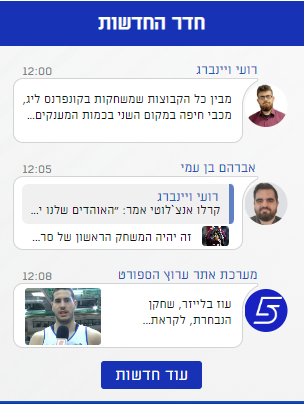 חדר החדשות
רועי ויינברג
12:00
מבין כל הקבוצות שמשחקות בקונפרנס ליג,
מכבי חיפה במקום השני בכמות המענקים...
אברהם בן עמי
12:05
רועי ויינברג
קרלו אנצ`לוטי אמר: "האוהדים שלנו י...
זה יהיה המשחק הראשון של סר...
מערכת אתר ערוץ הספורט
12:08
עוז בלייזר, שחקן
הנבחרת, לקראת...
5
עוד חדשות